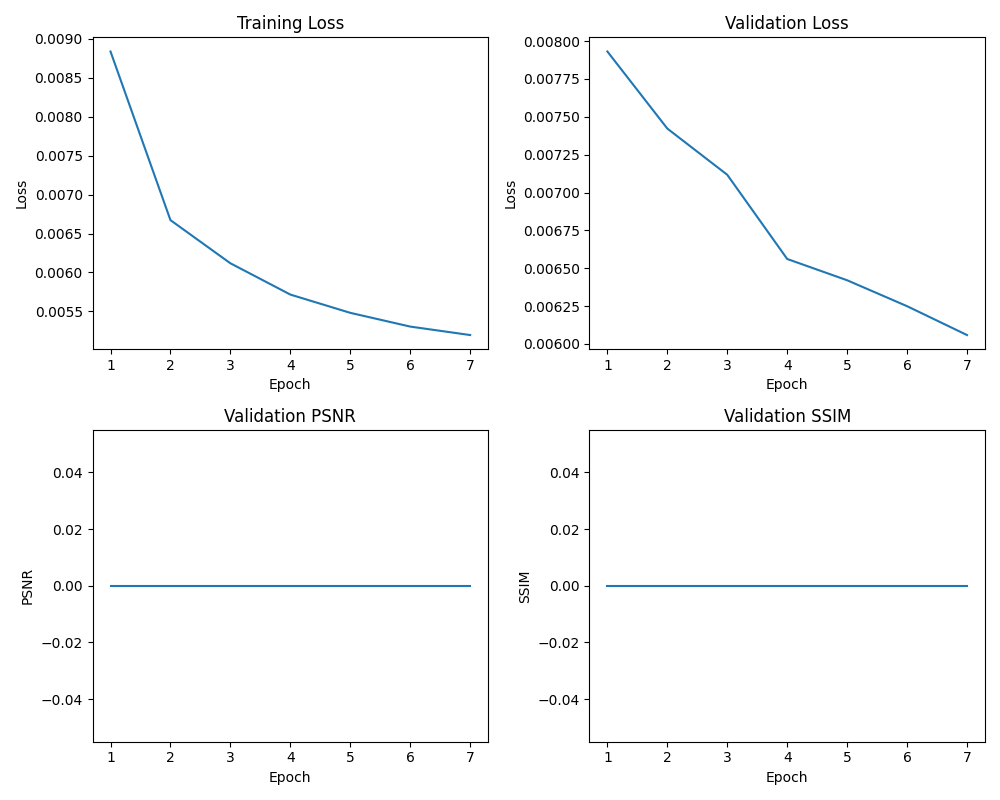 Training Loss
0.0090
0.0085
0.0080
0.0075
0.0070
0.0065
0.0060
0.0055
Loss
1 2 3 4 5 6 7
Epoch
Validation Loss
0.00800
0.00775
0.00750
0.00725
0.00700
0.00675
0.00650
0.00625
0.00600
Loss
1 2 3 4 5 6 7
Epoch
Validation PSNR
0.04
0.02
0.00
−0.02
−0.04
PSNR
1 2 3 4 5 6 7
Epoch
Validation SSIM
0.04
0.02
0.00
−0.02
−0.04
SSIM
1 2 3 4 5 6 7
Epoch